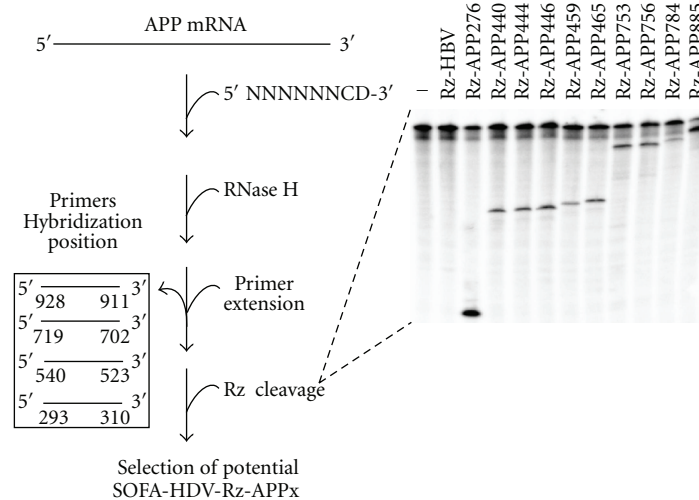 APP mRNA
5′ 3′
5′ NNNNNNCD-3′
RNase H
Primers
Hybridization
position
5′ 3′
928 911
5′ 3′
719 702
5′ 3′
540 523
5′ 3′
293 310
Primer
extension
Rz cleavage
Selection of potential
SOFA-HDV-Rz-APPx
–
Rz-HBV
Rz-APP276
Rz-APP440
Rz-APP444
Rz-APP446
Rz-APP459
Rz-APP465
Rz-APP753
Rz-APP756
Rz-APP784
Rz-APP885